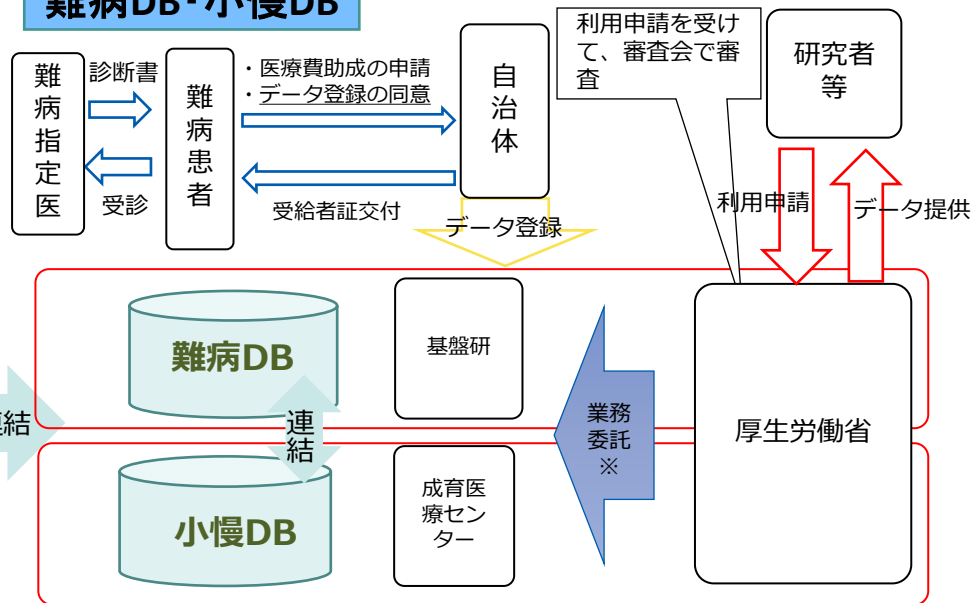 難病DB・小慢DB
難
病
指
定
医
診断書
受診
難
病
患
者
・医療費助成の申請
・データ登録の同意
受給者証交付
自
治
体
データ登録
利用申請を受け
て、審査会で審
査
研究者
等
利用申請
データ提供
難病DB
基盤研
連結
連
結
業務
委託
※
厚生労働省
小慢DB
成育医
療セン
ター